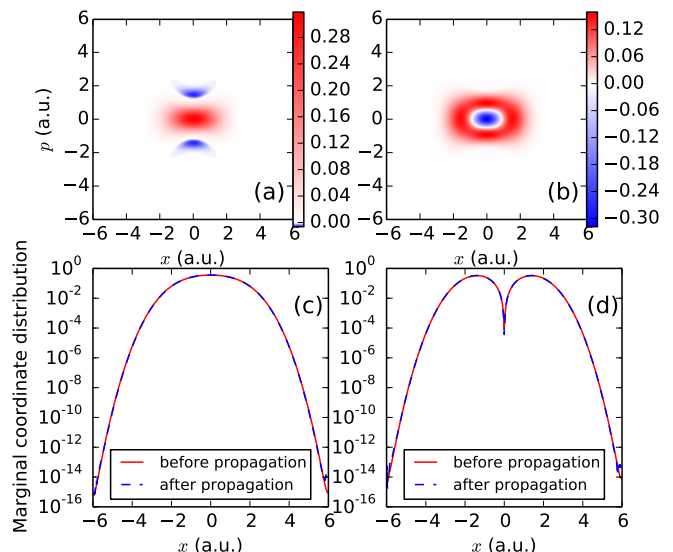 6
4
2
0
−2
−4
−6
p (a.u.)
−6 −4 −2 0 2 4 6
x (a.u.)
(a)
0.28
0.24
0.20
0.16
0.12
0.08
0.04
0.00
6
4
2
0
−2
−4
−6
−6 −4 −2 0 2 4 6
x (a.u.)
(b)
0.12
0.06
0.00
−0.06
−0.12
−0.18
−0.24
−0.30
Marginal coordinate distribution
10^0
10^-2
10^-4
10^-6
10^-8
10^-10
10^-12
10^-14
10^-16
(c)
before propagation
after propagation
−6 −4 −2 0 2 4 6
x (a.u.)
10^0
10^-2
10^-4
10^-6
10^-8
10^-10
10^-12
10^-14
10^-16
(d)
before propagation
after propagation
−6 −4 −2 0 2 4 6
x (a.u.)